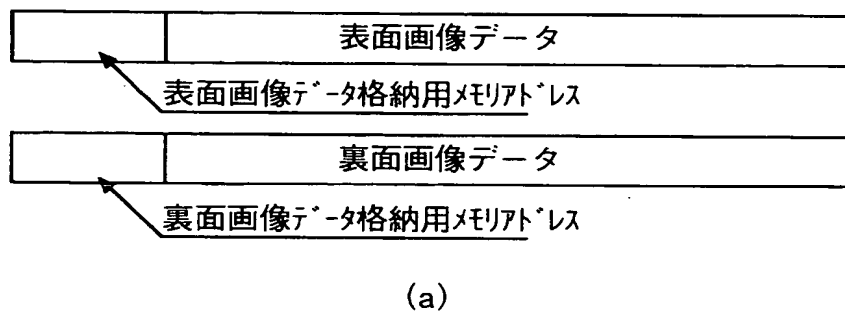 表面画像データ
表面画像ﾃﾞｰﾀ格納用ﾒﾓﾘｱﾄﾞﾚｽ
裏面画像データ
裏面画像ﾃﾞｰﾀ格納用ﾒﾓﾘｱﾄﾞﾚｽ
(a)